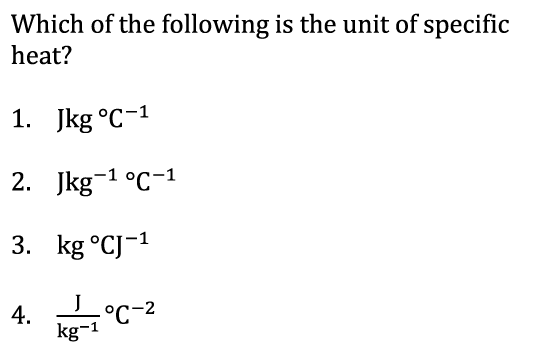 Which of the following is the unit of specific
heat?
1. Jkg °C⁻¹
2. Jkg⁻¹ °C⁻¹
3. kg °CJ⁻¹
4. J/kg⁻¹ °C⁻²